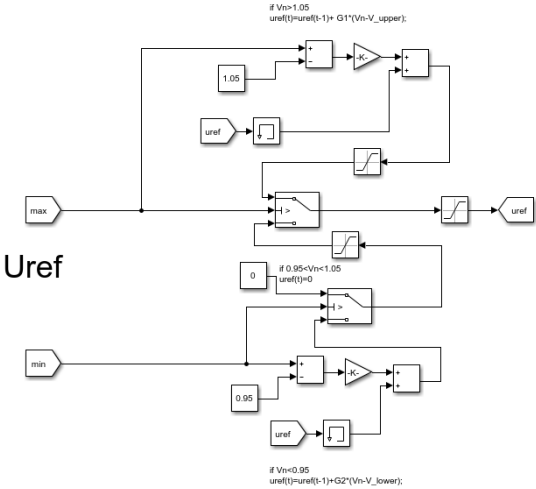 if Vn>1.05
uref(t)=uref(t-1)+ G1*(Vn-V_upper);
+
−
-K-
+
+
1.05
uref
max
>
uref
Uref
0
if 0.95<Vn<1.05
uref(t)=0
>
min
+
−
-K-
+
+
0.95
uref
if Vn<0.95
uref(t)=uref(t-1)+G2*(Vn-V_lower);